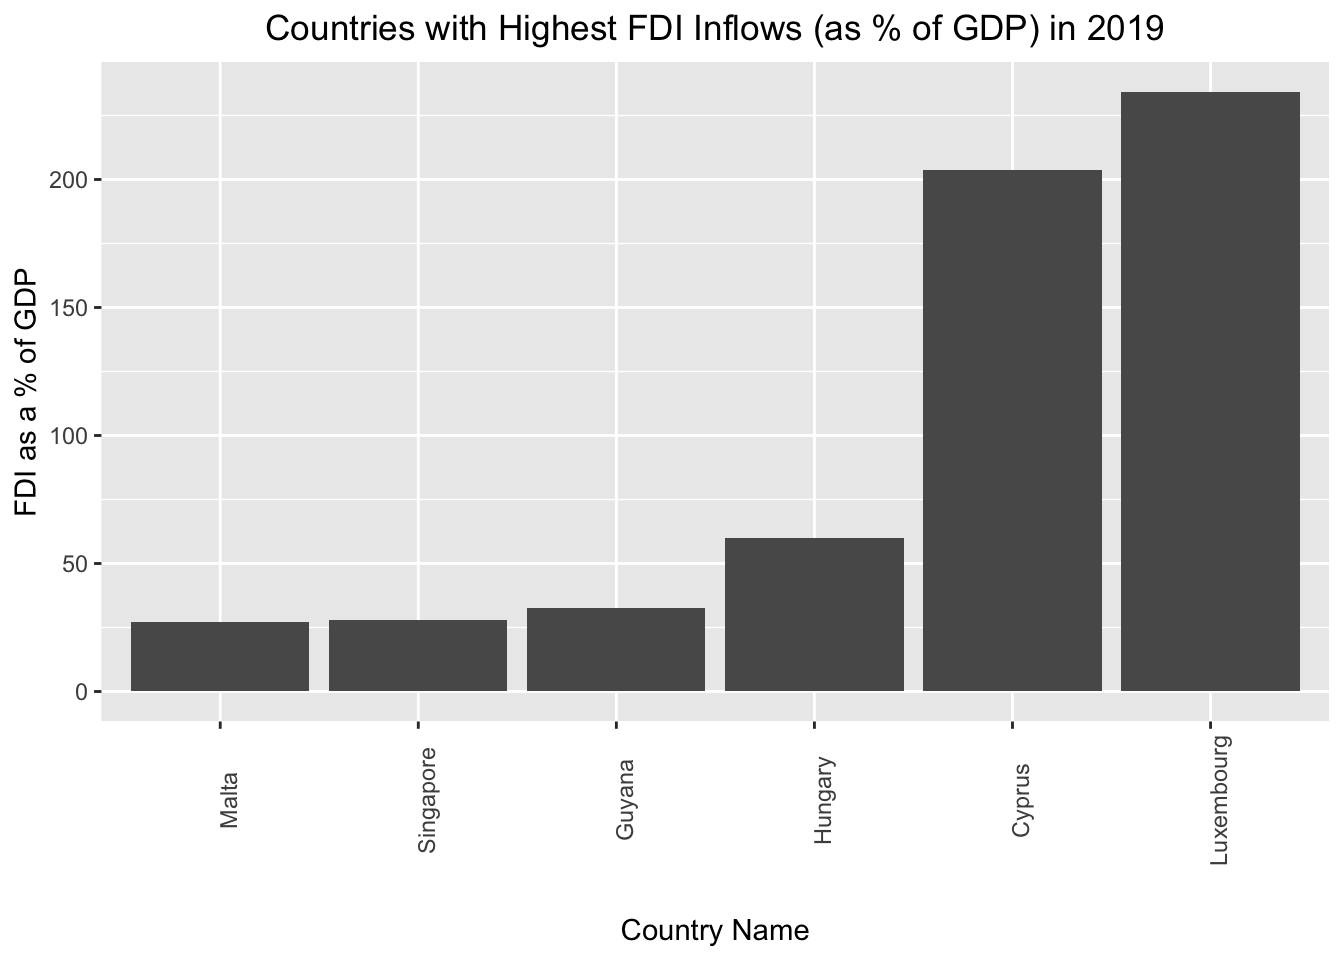 Countries with Highest FDI Inflows (as % of GDP) in 2019
FDI as a % of GDP
200
150
100
50
0
Malta
Singapore
Guyana
Hungary
Cyprus
Luxembourg
Country Name